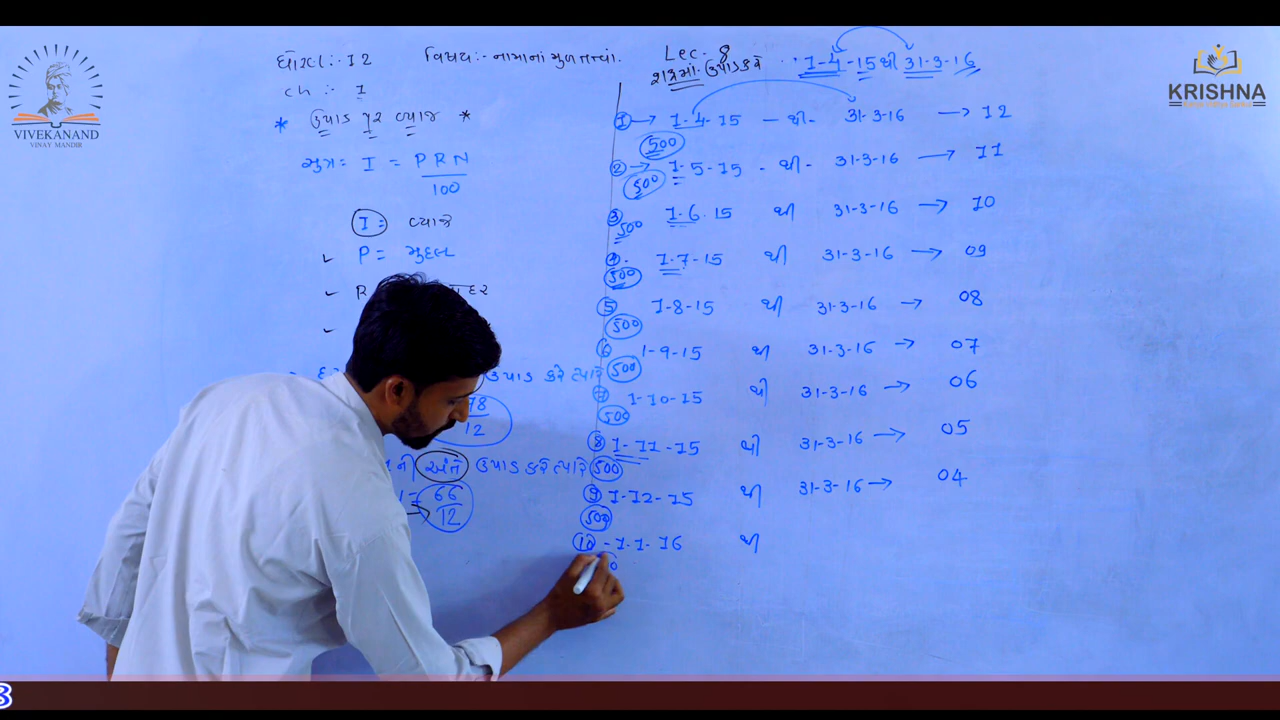 VIVEKANAND
VINAY MANDIR
KRISHNA
ધોરણ :- 12
વિષય :- નામાનાં મુળતત્વો.
Lec - 8
ch :- 1
* ઉપાડ પર વ્યાજ *
સુત્ર: I = PRN
100
I = વ્યાજ
P = મુદ્દલ
R
દર
ઉપાડ કરે ત્યારે
78
12
ની અંતે ઉપાડ કરે ત્યારે
= 66
12
શરૂમાં ઉપાડ કરે
1-4-15 થી 31-3-16
① → 1-4-15 - થી - 31-3-16 → 12
500
② → 1-5-15 - થી - 31-3-16 → 11
500
③ 1-6-15 થી 31-3-16 → 10
500
④ 1-7-15 થી 31-3-16 → 09
500
⑤ 1-8-15 થી 31-3-16 → 08
500
⑥ 1-9-15 થી 31-3-16 → 07
500
⑦ 1-10-15 થી 31-3-16 → 06
500
⑧ 1-11-15 થી 31-3-16 → 05
500
⑨ 1-12-15 થી 31-3-16 → 04
500
⑩ - 1-1-16 થી